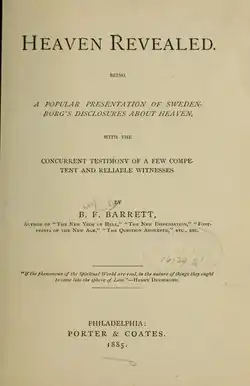 HEAVEN REVEALED.
BEING
A POPULAR PRESENTATION OF SWEDEN-
BORG'S DISCLOSURES ABOUT HEAVEN,
WITH THE
CONCURRENT TESTIMONY OF A FEW COMPE-
TENT AND RELIABLE WITNESSES
BY
B. F. BARRETT,
AUTHOR OF "THE NEW VIEW OF HELL," "THE NEW DISPENSATION," "FOOT-
PRINTS OF THE NEW AGE," "THE QUESTION ANSWERED," ETC., ETC.
"If the phenomena of the Spiritual World are real, in the nature of things they ought
to come into the sphere of Law."—HENRY DRUMMOND.
PHILADELPHIA:
PORTER & COATES.
1885.